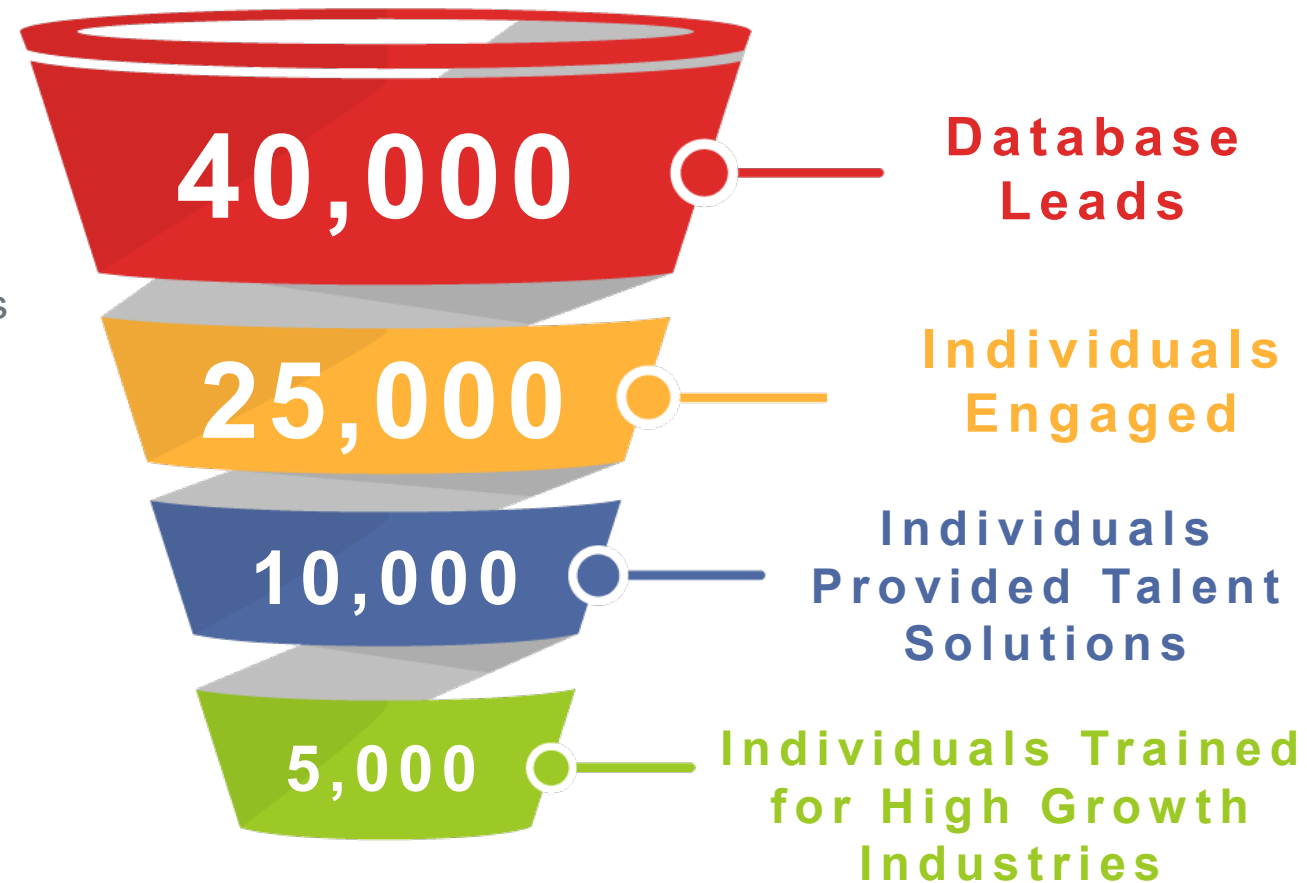 40,000
Database
Leads
s
25,000
Individuals
Engaged
10,000
Individuals
Provided Talent
Solutions
5,000
Individuals Trained
for High Growth
Industries